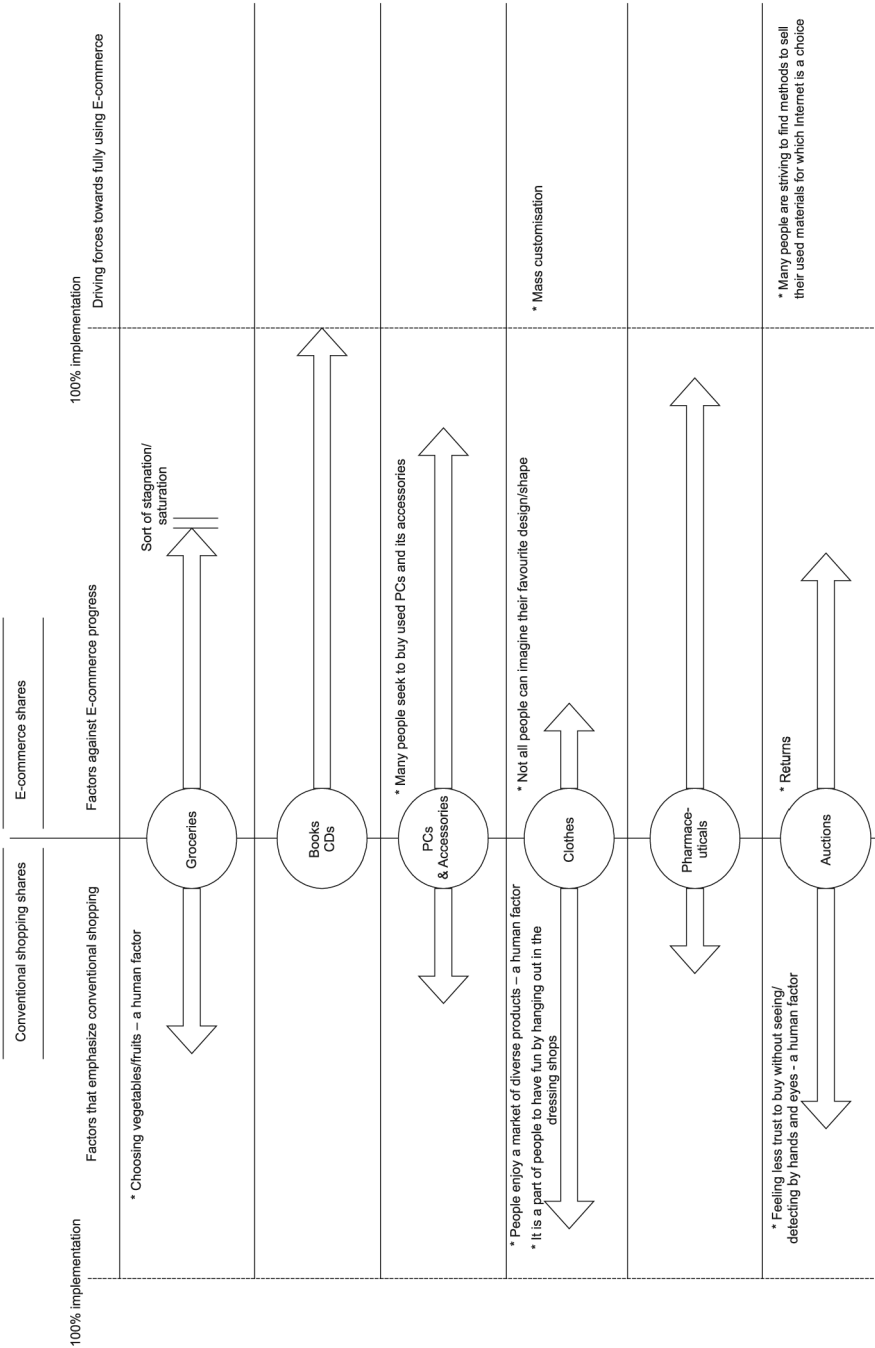 Conventional shopping shares
E-commerce shares
100% implementation
Factors that emphasize conventional shopping
Factors against E-commerce progress
100% implementation
Driving forces towards fully using E-commerce
* Choosing vegetables/fruits – a human factor
Groceries
Sort of stagnation/
saturation
Books
CDs
PCs
& Accessories
* Many people seek to buy used PCs and its accessories
* People enjoy a market of diverse products – a human factor
* It is a part of people to have fun by hanging out in the
dressing shops
Clothes
* Not all people can imagine their favourite design/shape
* Mass customisation
Pharmace-
uticals
* Feeling less trust to buy without seeing/
detecting by hands and eyes - a human factor
Auctions
* Returns
* Many people are striving to find methods to sell
their used materials for which Internet is a choice